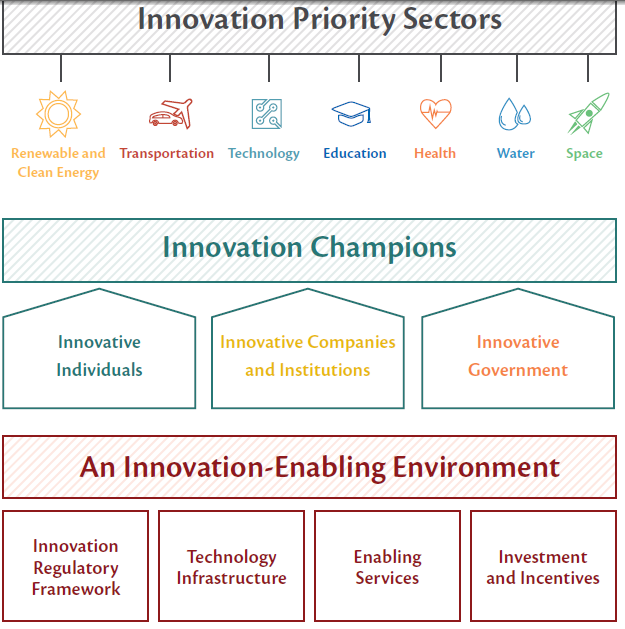 Innovation Priority Sectors
Renewable and
Clean Energy
Transportation
Technology
Education
Health
Water
Space
Innovation Champions
Innovative
Individuals
Innovative Companies
and Institutions
Innovative
Government
An Innovation-Enabling Environment
Innovation
Regulatory
Framework
Technology
Infrastructure
Enabling
Services
Investment
and Incentives